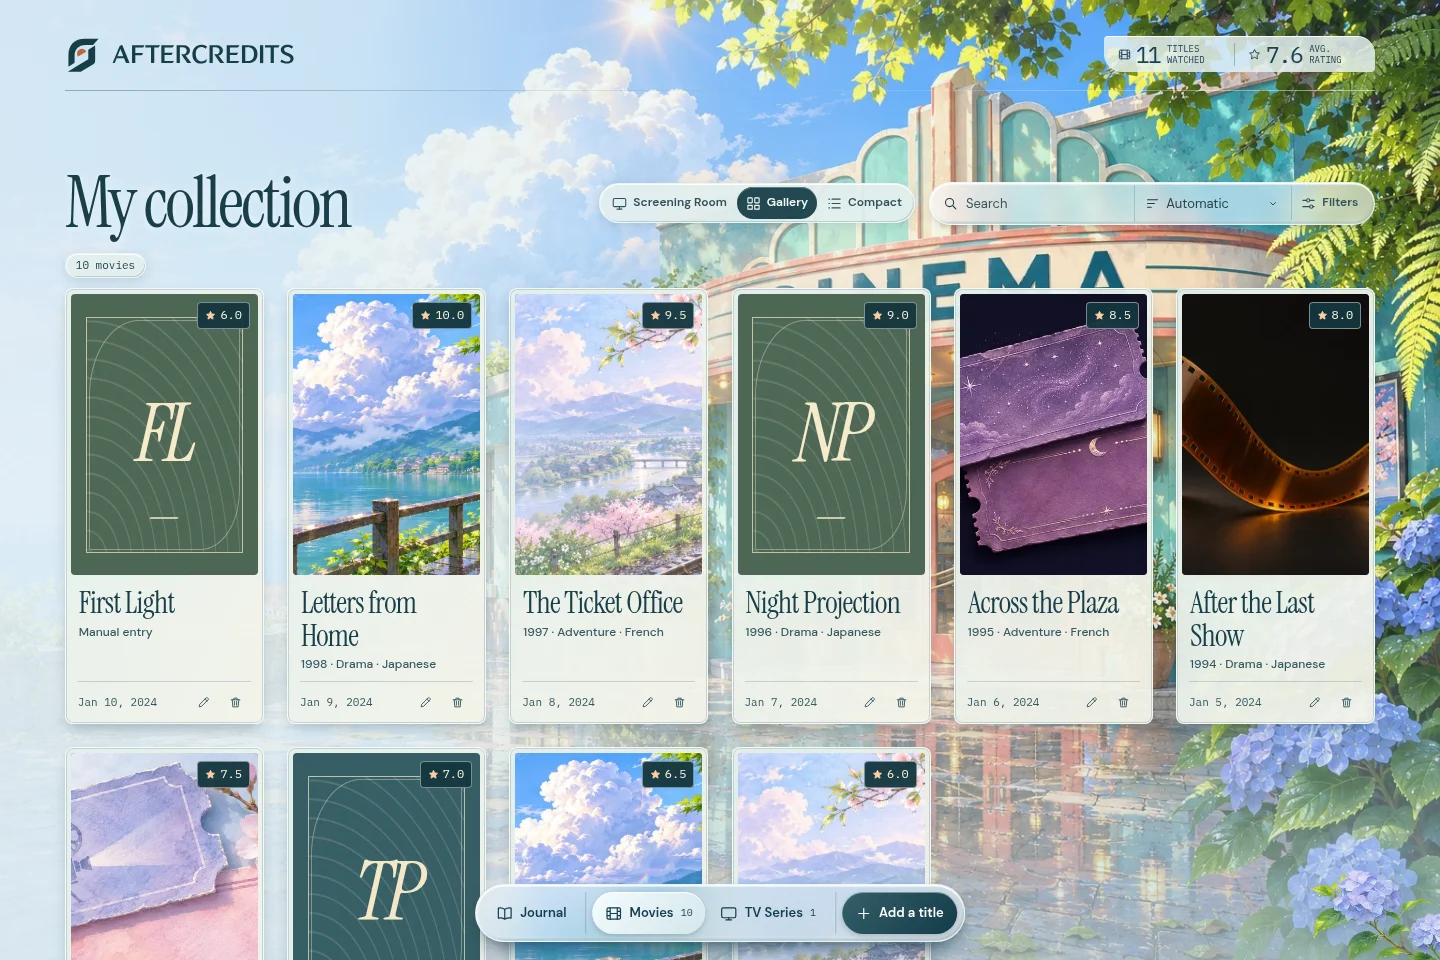 AFTERCREDITS
11 TITLES WATCHED
7.6 AVG. RATING
My collection
Screening Room
Gallery
Compact
Search
Automatic
Filters
10 movies
CINEMA
6.0
FL
First Light
Manual entry
Jan 10, 2024
10.0
Letters from
Home
1998 · Drama · Japanese
Jan 9, 2024
9.5
The Ticket Office
1997 · Adventure · French
Jan 8, 2024
9.0
NP
Night Projection
1996 · Drama · Japanese
Jan 7, 2024
8.5
Across the Plaza
1995 · Adventure · French
Jan 6, 2024
8.0
After the Last
Show
1994 · Drama · Japanese
Jan 5, 2024
7.5
7.0
TP
6.5
6.0
Journal
Movies 10
TV Series 1
Add a title